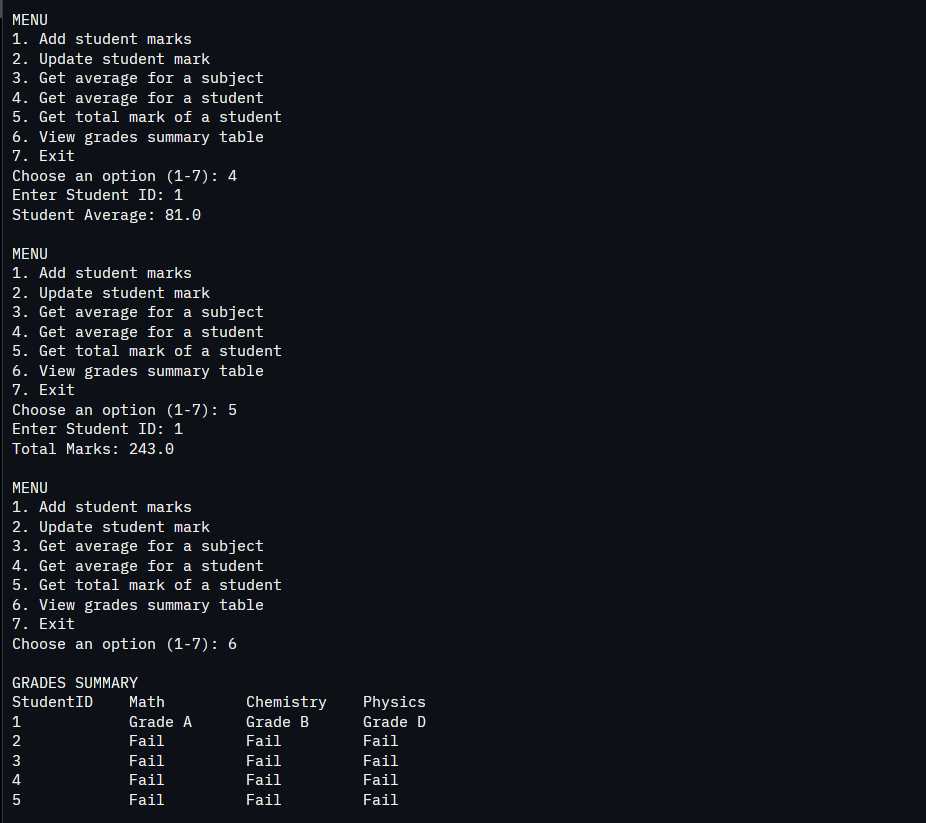 MENU
1. Add student marks
2. Update student mark
3. Get average for a subject
4. Get average for a student
5. Get total mark of a student
6. View grades summary table
7. Exit
Choose an option (1-7): 4
Enter Student ID: 1
Student Average: 81.0

MENU
1. Add student marks
2. Update student mark
3. Get average for a subject
4. Get average for a student
5. Get total mark of a student
6. View grades summary table
7. Exit
Choose an option (1-7): 5
Enter Student ID: 1
Total Marks: 243.0

MENU
1. Add student marks
2. Update student mark
3. Get average for a subject
4. Get average for a student
5. Get total mark of a student
6. View grades summary table
7. Exit
Choose an option (1-7): 6

GRADES SUMMARY
StudentID    Math         Chemistry    Physics
1            Grade A      Grade B      Grade D
2            Fail         Fail         Fail
3            Fail         Fail         Fail
4            Fail         Fail         Fail
5            Fail         Fail         Fail